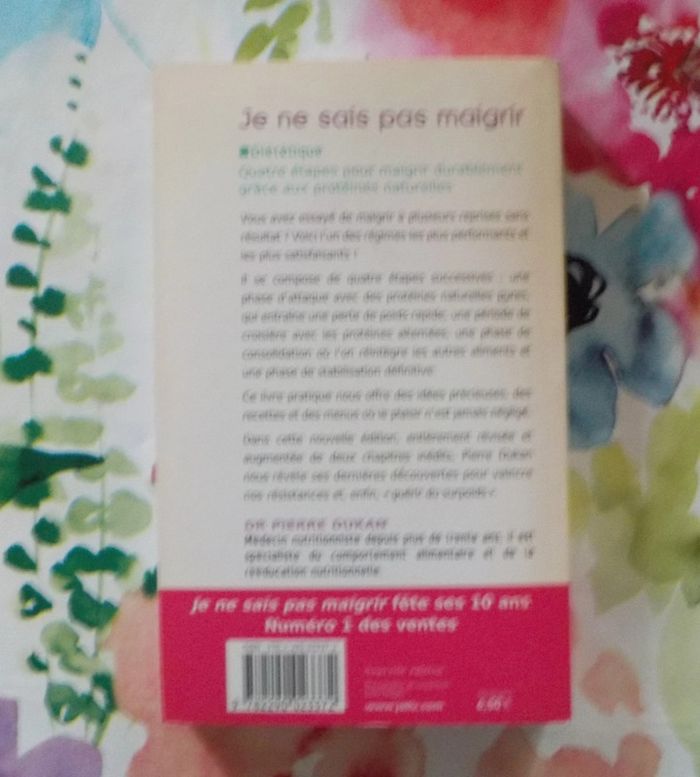 Je ne sais pas maigrir
Diététique
Quatre étapes pour maigrir durablement
grâce aux protéines naturelles
Vous avez essayé de maigrir à plusieurs reprises sans
résultat ? Voici l'un des régimes les plus performants et
les plus satisfaisants !
Il se compose de quatre étapes successives : une
phase d'attaque avec des protéines naturelles pures,
qui entraîne une perte de poids rapide, une période de
croisière avec les protéines alternées, une phase de
consolidation où l'on réintègre les autres aliments et
une phase de stabilisation définitive.
Ce livre pratique nous offre des idées précieuses, des
recettes et des menus où le plaisir n'est jamais négligé.
Dans cette nouvelle édition, entièrement révisée et
augmentée de deux chapitres inédits, Pierre Dukan
nous révèle ses dernières découvertes pour vaincre
nos résistances et, enfin, « guérir du surpoids ».
DR PIERRE DUKAN
Médecin nutritionniste depuis plus de trente ans, il est
spécialiste du comportement alimentaire et de la
rééducation nutritionnelle.
Je ne sais pas maigrir fête ses 10 ans
Numéro 1 des ventes